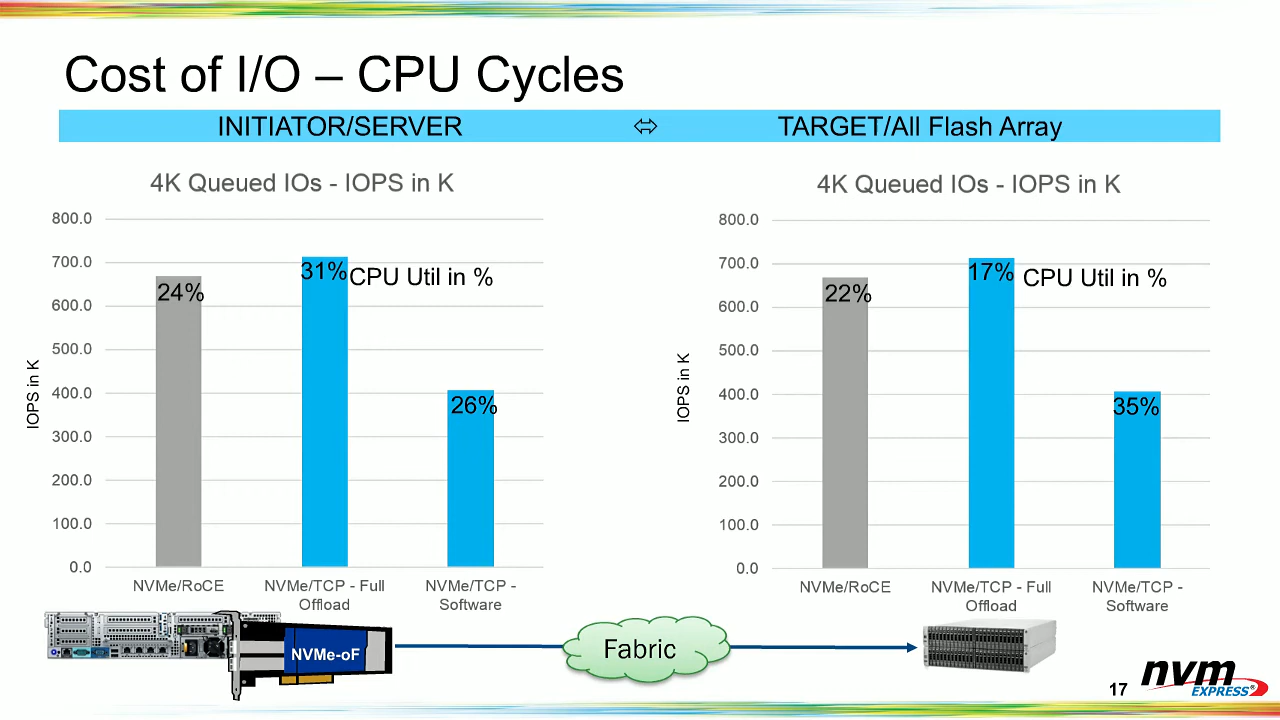 Cost of I/O – CPU Cycles
INITIATOR/SERVER ⬄ TARGET/All Flash Array
4K Queued IOs - IOPS in K
800.0
700.0
600.0
500.0
400.0
300.0
200.0
100.0
0.0
IOPS in K
24%
31%
CPU Util in %
26%
NVMe/RoCE
NVMe/TCP - Full
Offload
NVMe/TCP -
Software
4K Queued IOs - IOPS in K
800.0
700.0
600.0
500.0
400.0
300.0
200.0
100.0
0.0
IOPS in K
22%
17%
CPU Util in %
35%
NVMe/RoCE
NVMe/TCP - Full
Offload
NVMe/TCP -
Software
NVMe-oF
Fabric
17
nvm
EXPRESS®